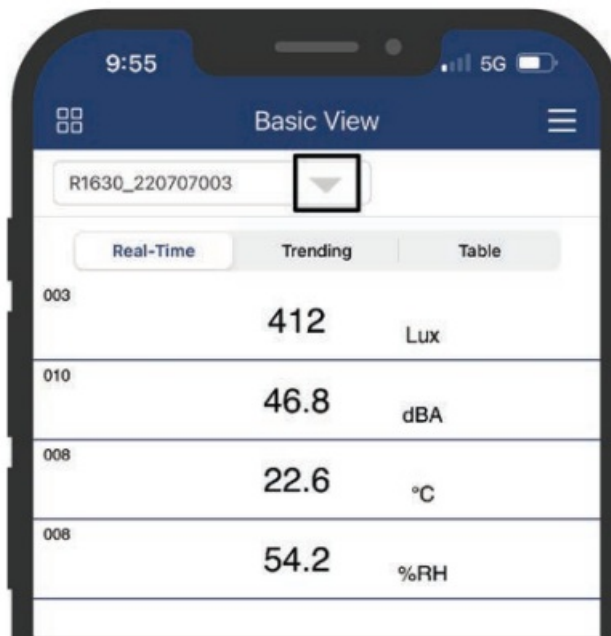 9:55 5G
Basic View
R1630_220707003
Real-Time Trending Table
003
412 Lux
010
46.8 dBA
008
22.6 °C
008
54.2 %RH